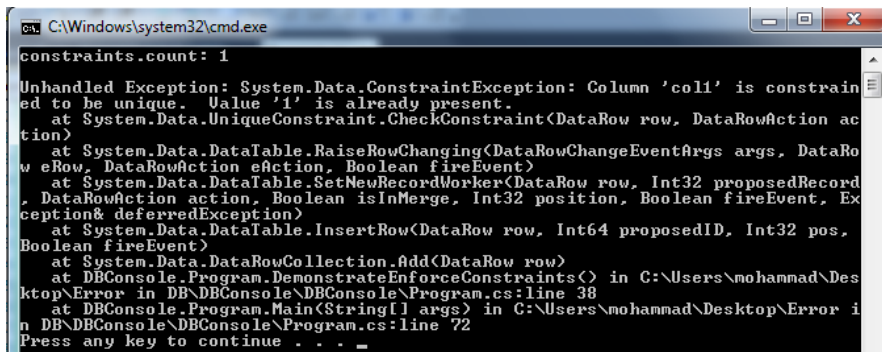 C:\Windows\system32\cmd.exe
constraints.count: 1
Unhandled Exception: System.Data.ConstraintException: Column 'col1' is constrain
ed to be unique.  Value '1' is already present.
   at System.Data.UniqueConstraint.CheckConstraint(DataRow row, DataRowAction ac
tion)
   at System.Data.DataTable.RaiseRowChanging(DataRowChangeEventArgs args, DataRo
w eRow, DataRowAction eAction, Boolean fireEvent)
   at System.Data.DataTable.SetNewRecordWorker(DataRow row, Int32 proposedRecord
, DataRowAction action, Boolean isInMerge, Int32 position, Boolean fireEvent, Ex
ception& deferredException)
   at System.Data.DataTable.InsertRow(DataRow row, Int64 proposedID, Int32 pos,
Boolean fireEvent)
   at System.Data.DataRowCollection.Add(DataRow row)
   at DBConsole.Program.DemonstrateEnforceConstraints() in C:\Users\mohammad\Des
ktop\Error in DB\DBConsole\DBConsole\Program.cs:line 38
   at DBConsole.Program.Main(String[] args) in C:\Users\mohammad\Desktop\Error i
n DB\DBConsole\DBConsole\Program.cs:line 72
Press any key to continue . . . _